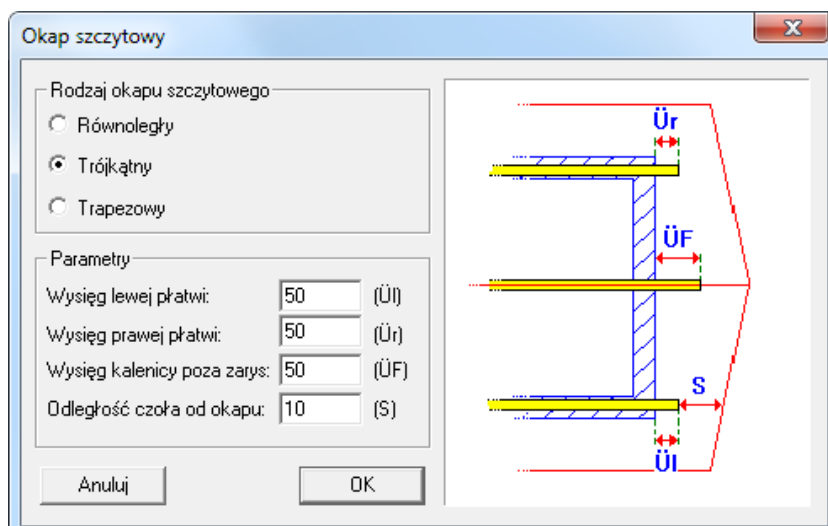 Okap szczytowy
Rodzaj okapu szczytowego
Równoległy
Trójkątny
Trapezowy
Parametry
Wysięg lewej płatwi: 50 (Ül)
Wysięg prawej płatwi: 50 (Ür)
Wysięg kalenicy poza zarys: 50 (ÜF)
Odległość czoła od okapu: 10 (S)
Anuluj
OK
Ür
ÜF
S
Ül